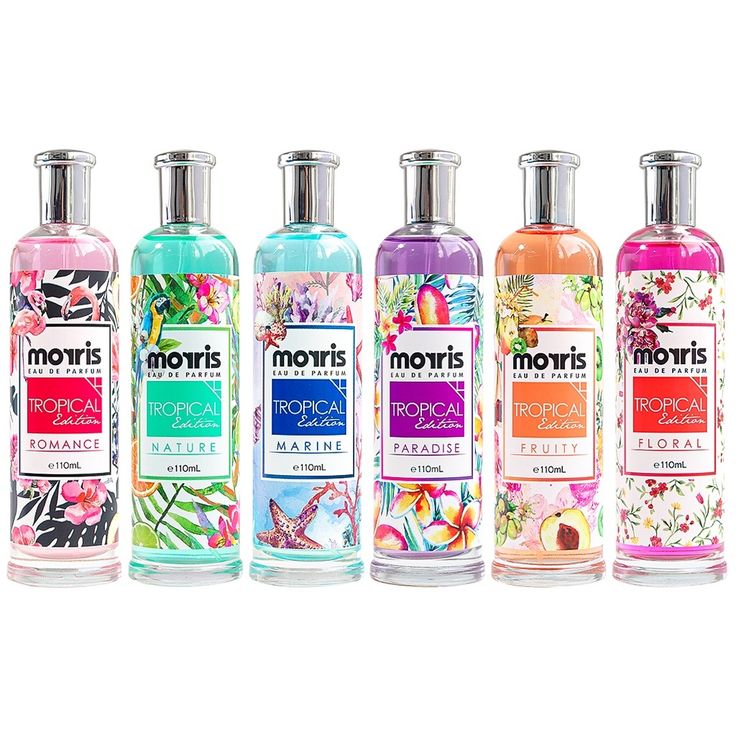 morris
EAU DE PARFUM
TROPICAL
Edition
ROMANCE
e110mL
morris
EAU DE PARFUM
TROPICAL
Edition
NATURE
e110mL
morris
EAU DE PARFUM
TROPICAL
Edition
MARINE
e110mL
morris
EAU DE PARFUM
TROPICAL
Edition
PARADISE
e110mL
morris
EAU DE PARFUM
TROPICAL
Edition
FRUITY
e110mL
morris
EAU DE PARFUM
TROPICAL
Edition
FLORAL
e110mL